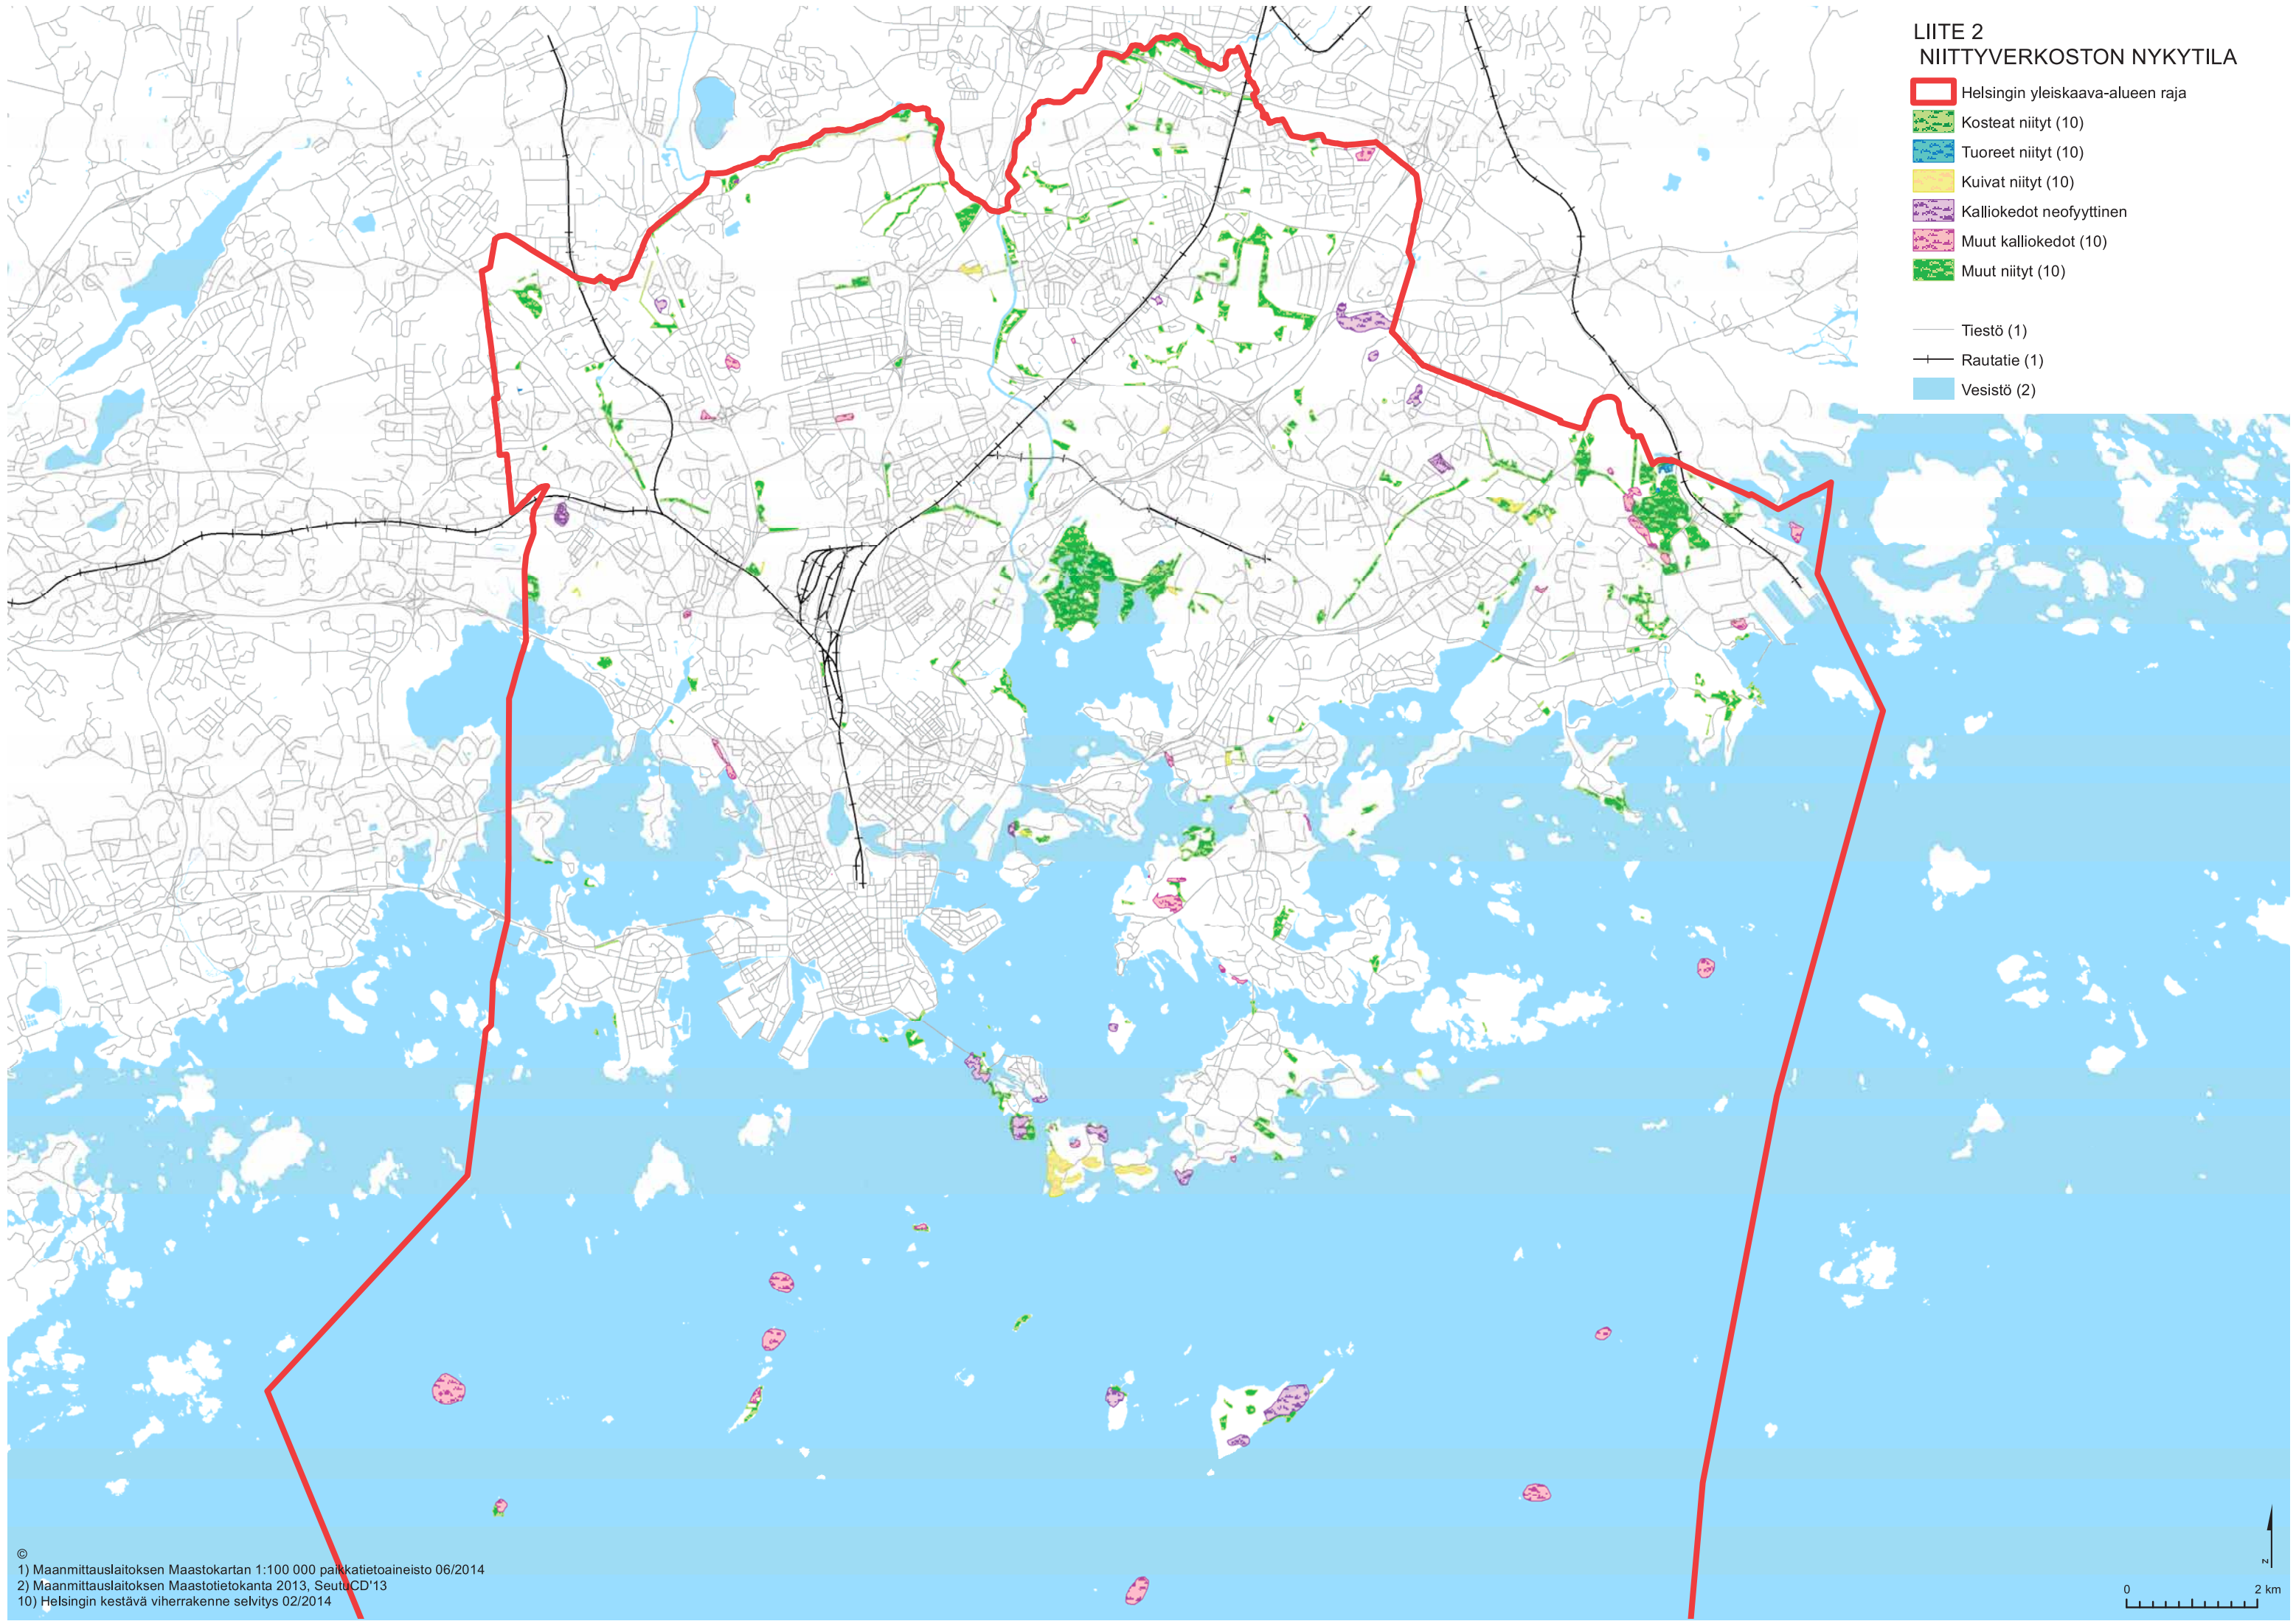 LIITE 2
NIITTYVERKOSTON NYKYTILA
Helsingin yleiskaava-alueen raja
Kosteat niityt (10)
Tuoreet niityt (10)
Kuivat niityt (10)
Kalliokedot neofyyttinen
Muut kalliokedot (10)
Muut niityt (10)
Tiestö (1)
Rautatie (1)
Vesistö (2)
©
1) Maanmittauslaitoksen Maastokartan 1:100 000 paikkatietoaineisto 06/2014
2) Maanmittauslaitoksen Maastotietokanta 2013, SeutuCD'13
10) Helsingin kestävä viherrakenne selvitys 02/2014
z
0 2 km